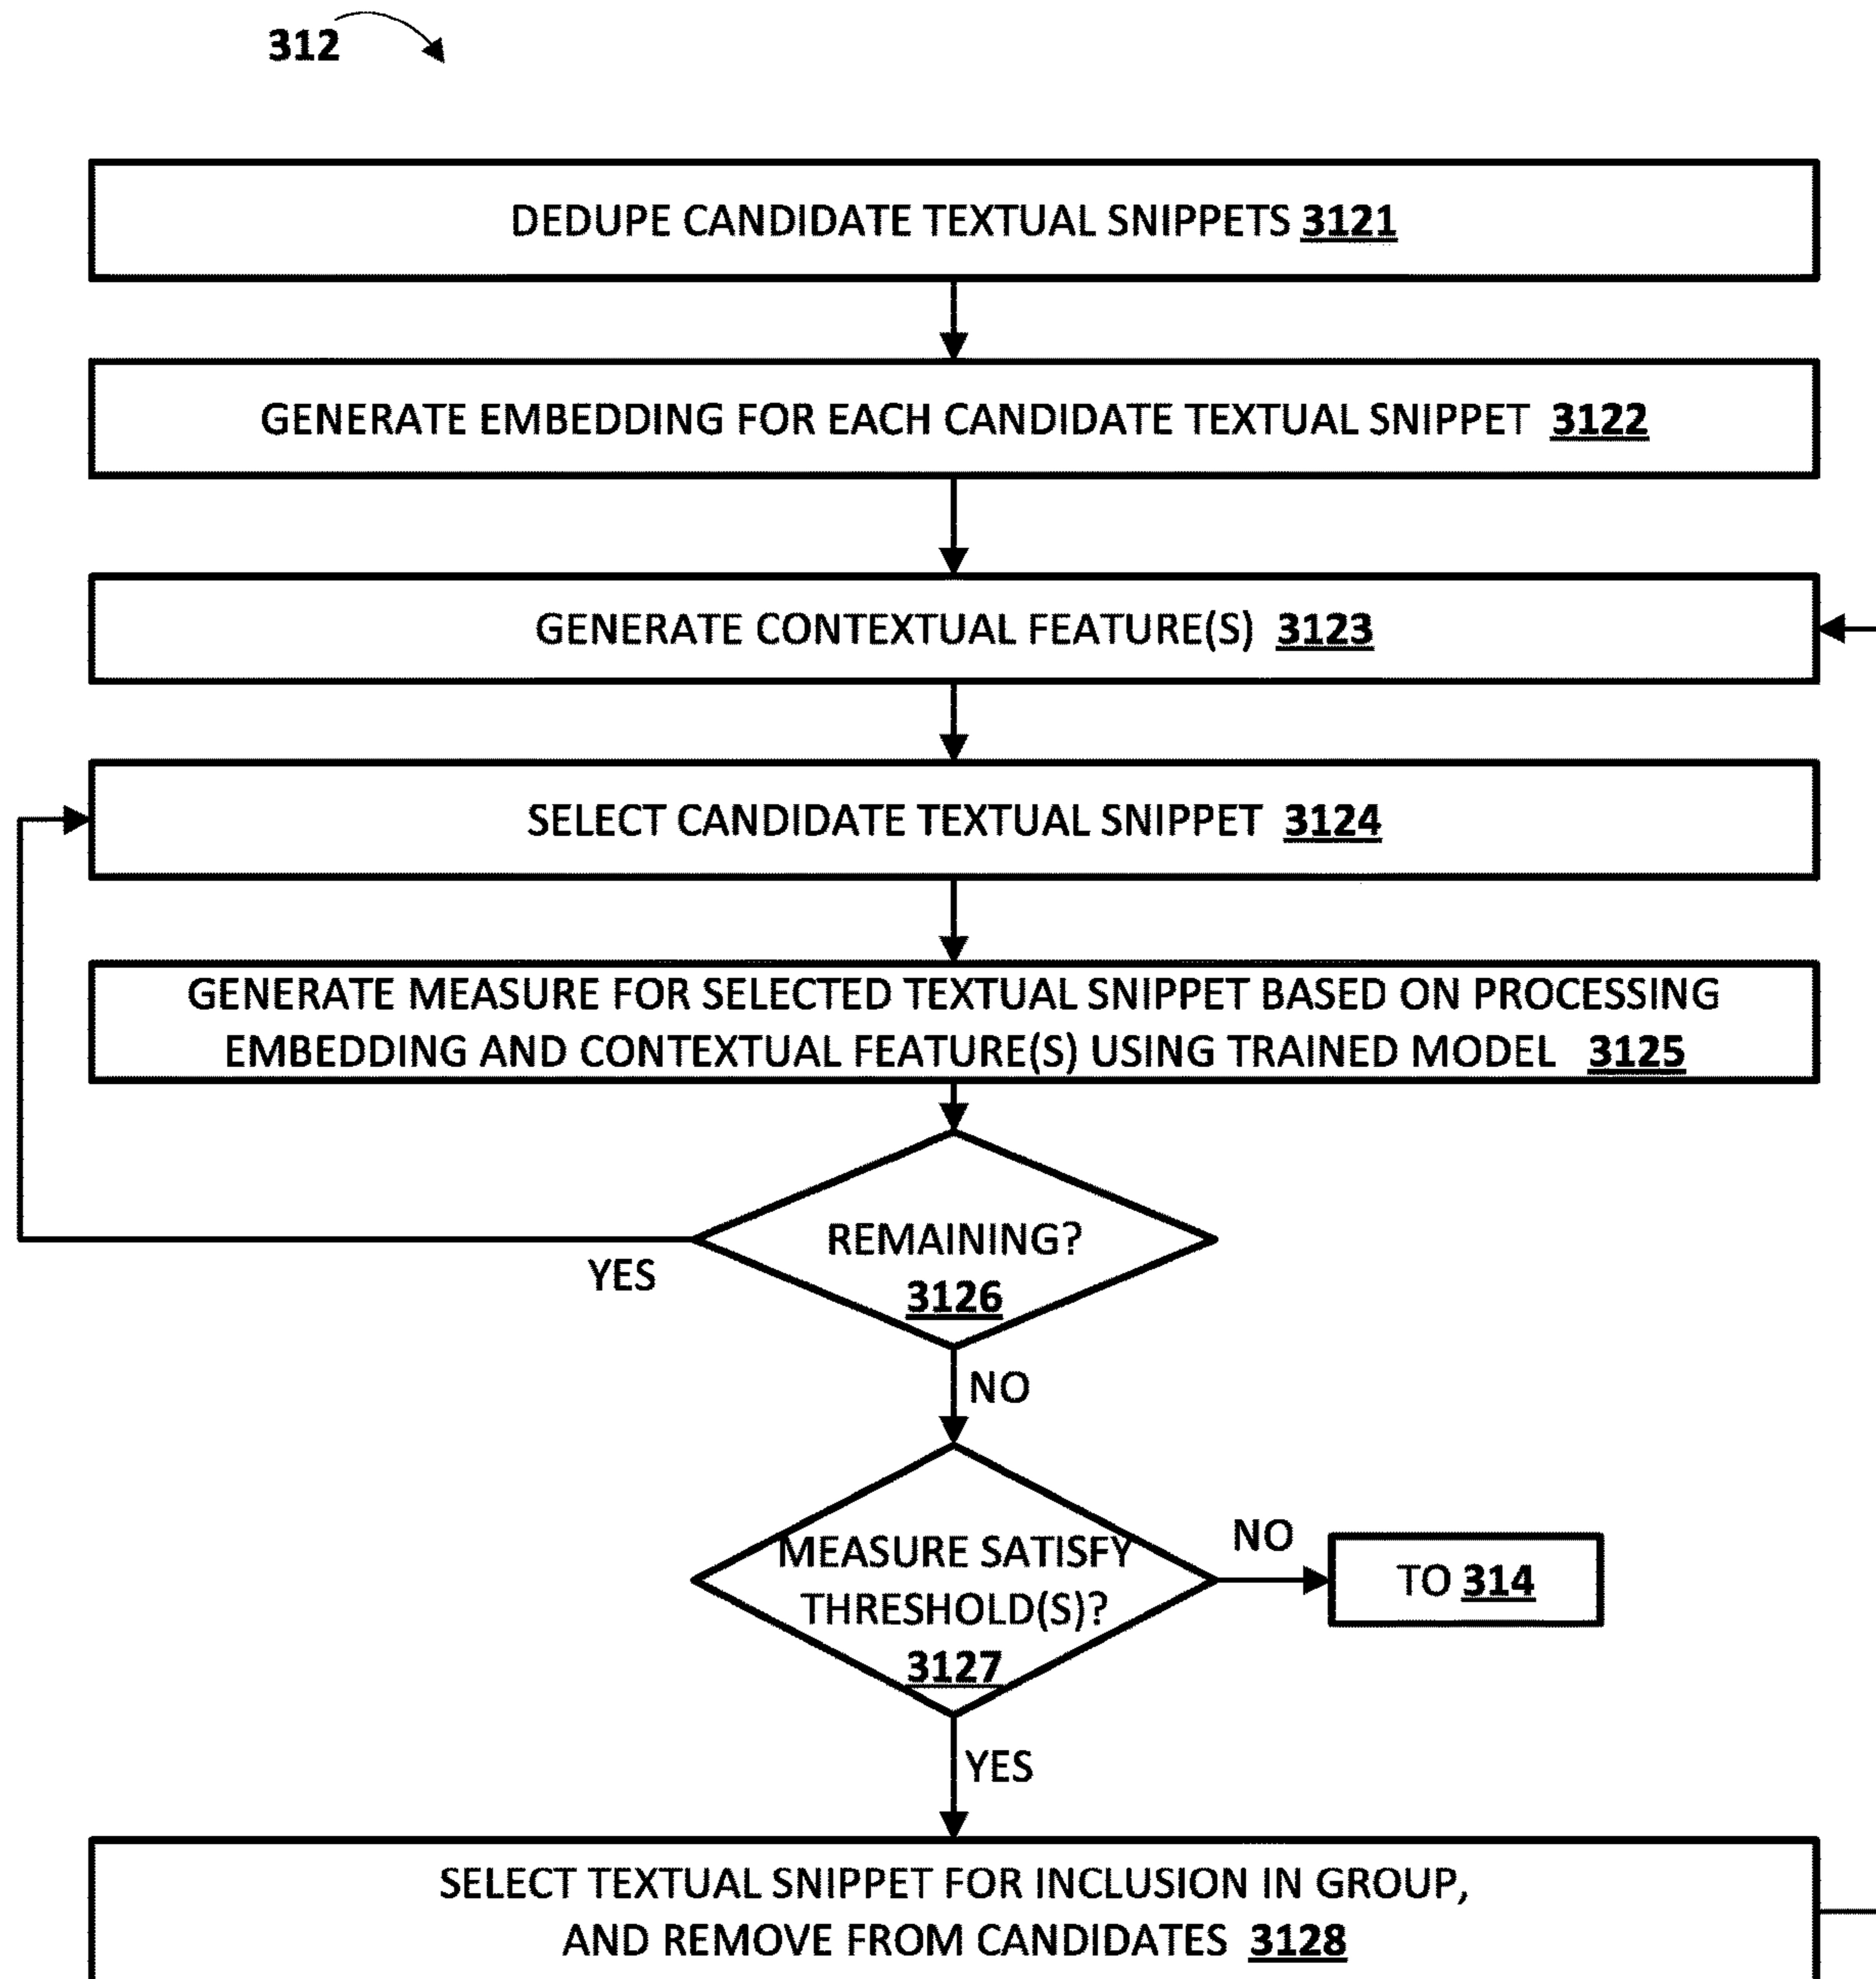 312
DEDUPE CANDIDATE TEXTUAL SNIPPETS 3121
GENERATE EMBEDDING FOR EACH CANDIDATE TEXTUAL SNIPPET 3122
GENERATE CONTEXTUAL FEATURE(S) 3123
SELECT CANDIDATE TEXTUAL SNIPPET 3124
GENERATE MEASURE FOR SELECTED TEXTUAL SNIPPET BASED ON PROCESSING
EMBEDDING AND CONTEXTUAL FEATURE(S) USING TRAINED MODEL 3125
REMAINING?
3126
YES
NO
MEASURE SATISFY
THRESHOLD(S)?
3127
NO
TO 314
YES
SELECT TEXTUAL SNIPPET FOR INCLUSION IN GROUP,
AND REMOVE FROM CANDIDATES 3128